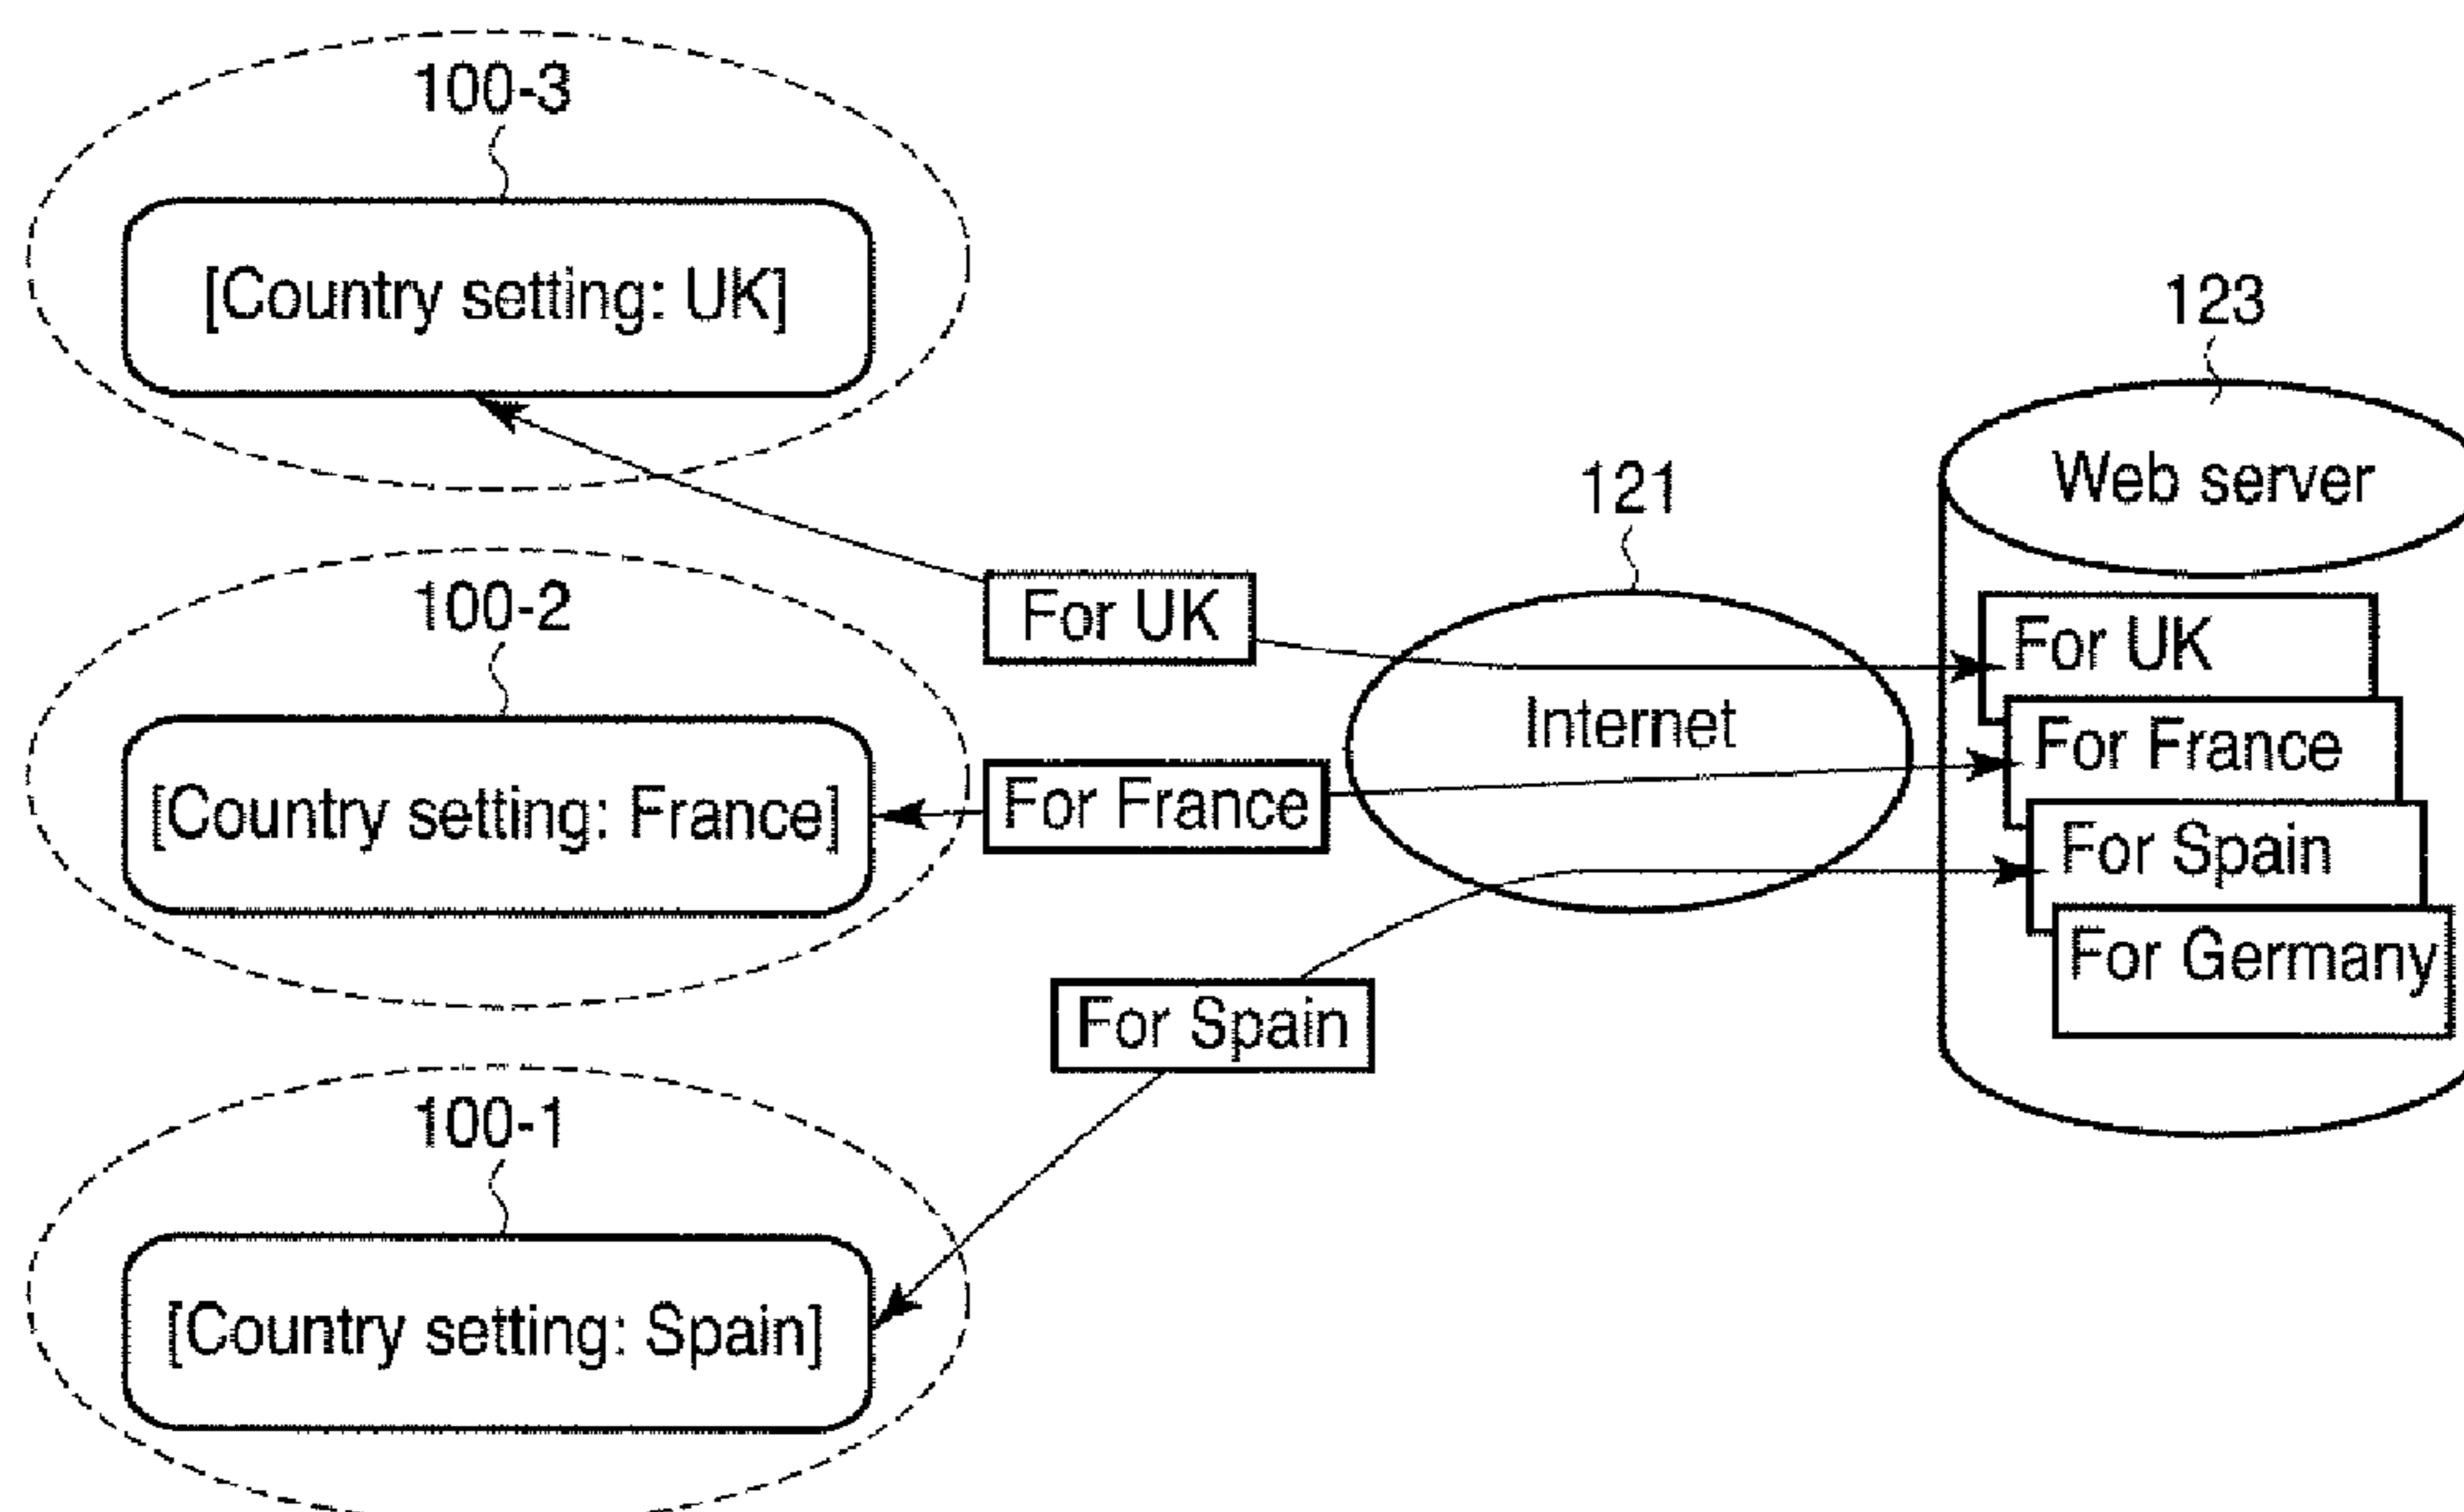 100-3
[Country setting: UK]
123
Web server
121
For UK
For UK
100-2
Internet
For France
[Country setting: France]
For France
For Spain
For Germany
For Spain
100-1
[Country setting: Spain]